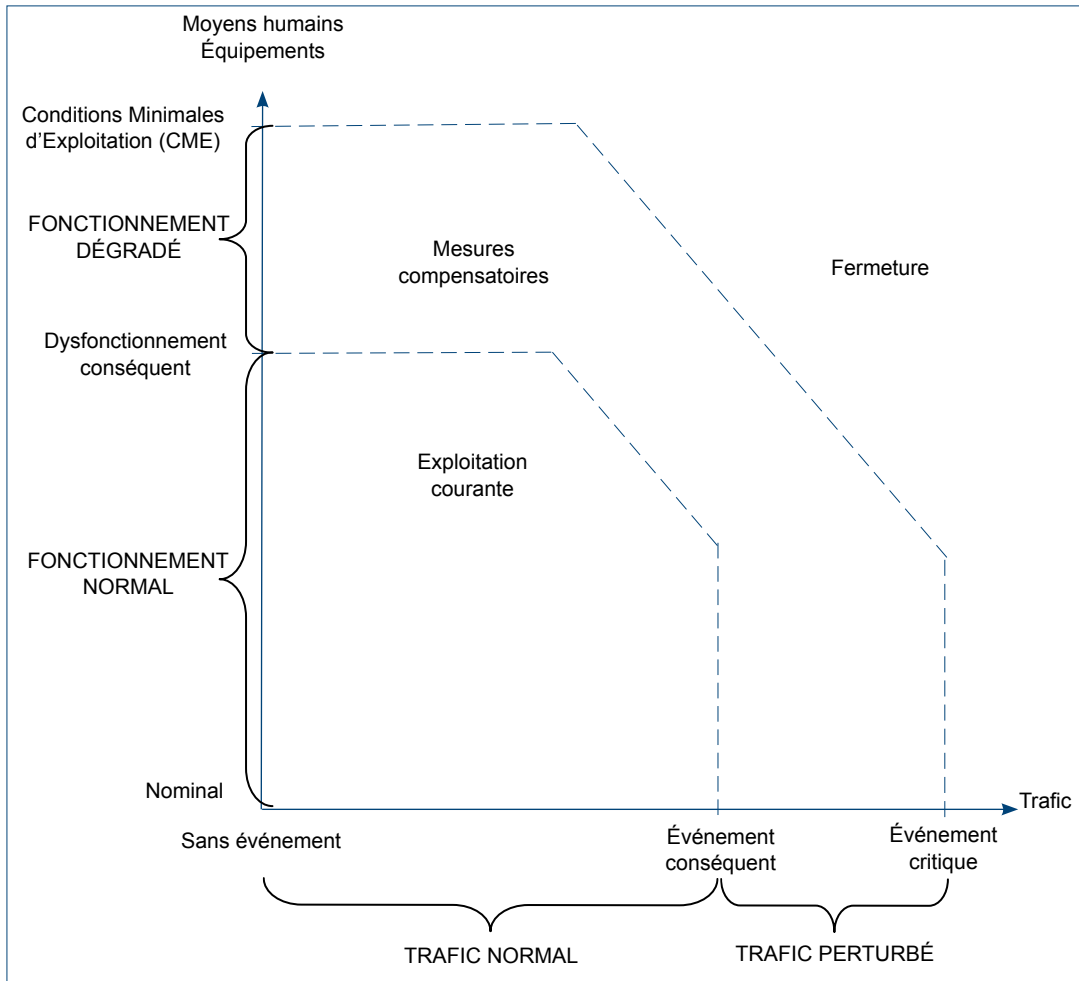 Moyens humains
Équipements
Conditions Minimales
d’Exploitation (CME)
FONCTIONNEMENT
DÉGRADÉ
Mesures
compensatoires
Fermeture
Dysfonctionnement
conséquent
Exploitation
courante
FONCTIONNEMENT
NORMAL
Nominal
Trafic
Sans événement
Événement
conséquent
Événement
critique
TRAFIC NORMAL
TRAFIC PERTURBÉ